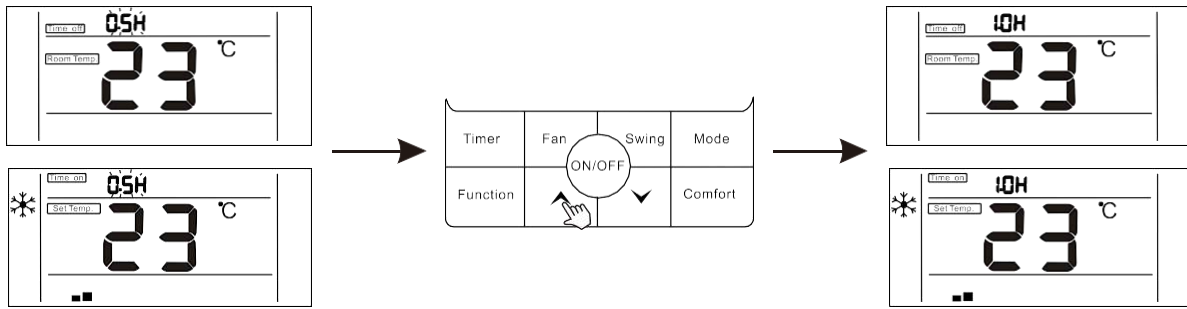 Time off 0.5H
Room Temp. 23 °C
Time on 0.5H
Set Temp. 23 °C
Timer Fan Swing Mode
ON/OFF
Function Comfort
Time off 1.0H
Room Temp. 23 °C
Time on 1.0H
Set Temp. 23 °C